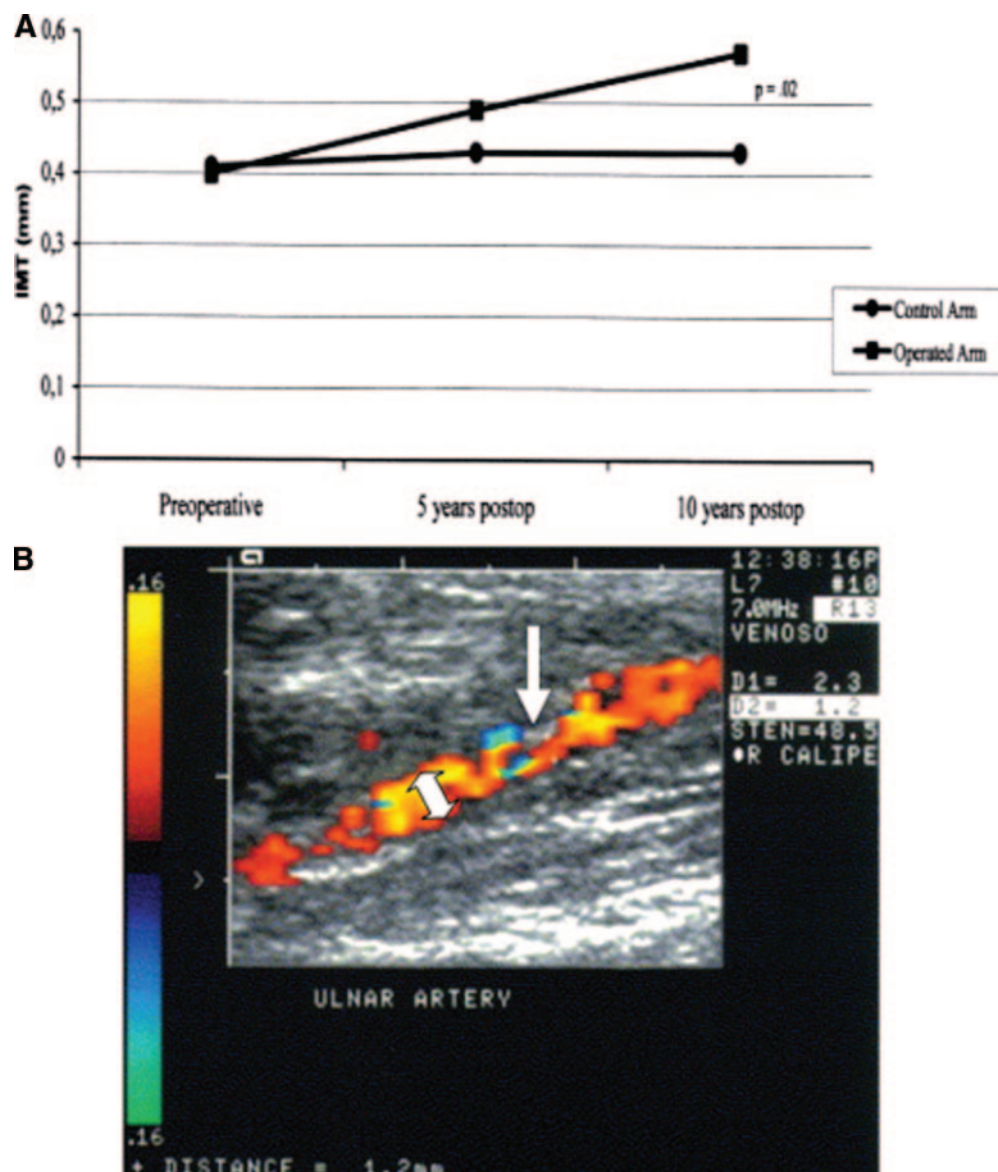 A
0,6
0,5
p = .02
0,4
IMT (mm)
0,3
0,2
Control Arm
Operated Arm
0,1
0
Preoperative 5 years postop 10 years postop
B
.16
12:38:16P
L7 #10
7.0MHz R13
VENOSO
D1= 2.3
D2= 1.2
STEN=48.5
R CALIPE
ULNAR ARTERY
.16
+ DISTANCE = 1.2mm